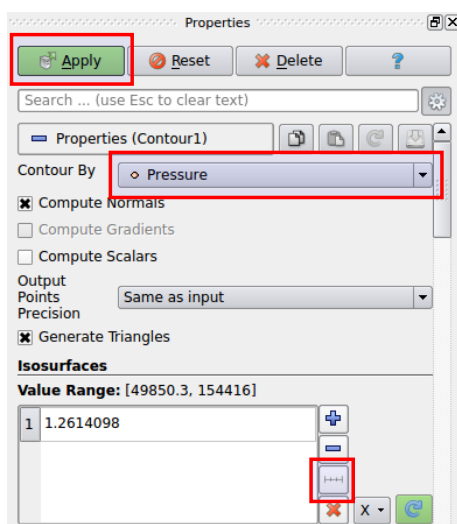 Properties
Apply Reset Delete ?
Search ... (use Esc to clear text)
Properties (Contour1)
Contour By Pressure
Compute Normals
Compute Gradients
Compute Scalars
Output
Points
Precision
Same as input
Generate Triangles
Isosurfaces
Value Range: [49850.3, 154416]
1 1.2614098
X